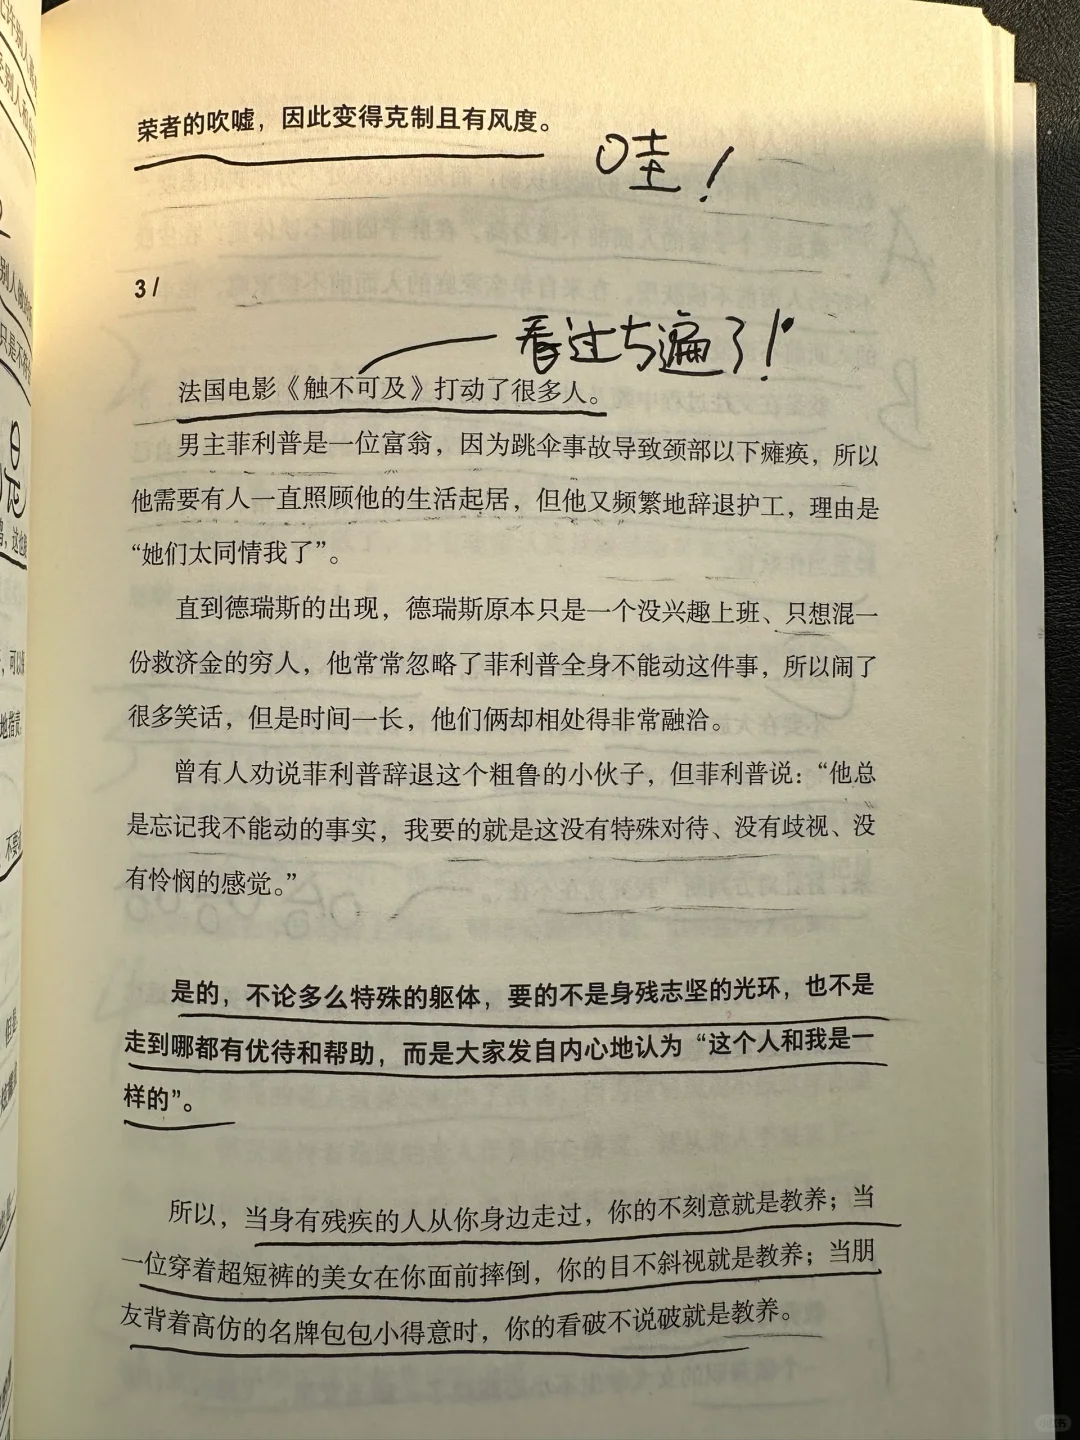 荣者的吹嘘，因此变得克制且有风度。
哇！
3 /
看过七遍了！
法国电影《触不可及》打动了很多人。
男主菲利普是一位富翁，因为跳伞事故导致颈部以下瘫痪，所以
他需要有人一直照顾他的生活起居，但他又频繁地辞退护工，理由是
“她们太同情我了”。
直到德瑞斯的出现，德瑞斯原本只是一个没兴趣上班、只想混一
份救济金的穷人，他常常忽略了菲利普全身不能动这件事，所以闹了
很多笑话，但是时间一长，他们俩却相处得非常融洽。
曾有人劝说菲利普辞退这个粗鲁的小伙子，但菲利普说：“他总
是忘记我不能动的事实，我要的就是这没有特殊对待、没有歧视、没
有怜悯的感觉。”
是的，不论多么特殊的躯体，要的不是身残志坚的光环，也不是
走到哪都有优待和帮助，而是大家发自内心地认为“这个人和我是一
样的”。
所以，当身有残疾的人从你身边走过，你的不刻意就是教养；当
一位穿着超短裤的美女在你面前摔倒，你的目不斜视就是教养；当朋
友背着高仿的名牌包包小得意时，你的看破不说破就是教养。